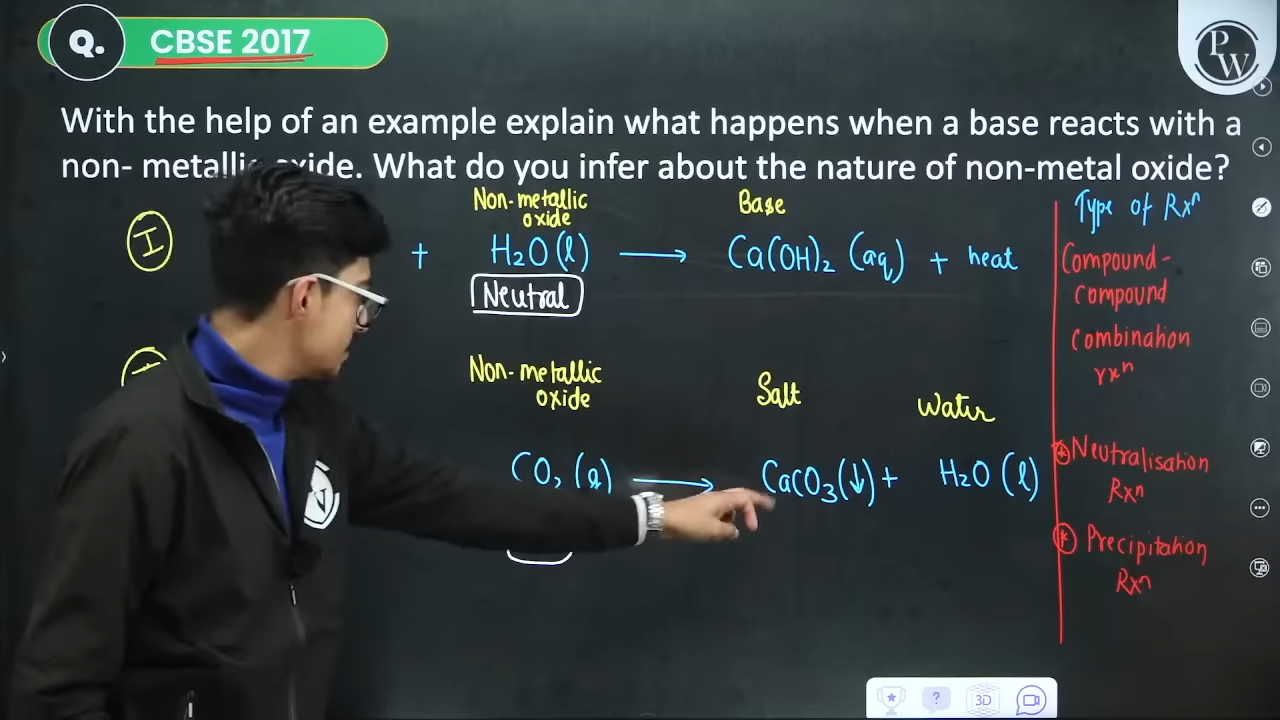 Q. CBSE 2017
PW
With the help of an example explain what happens when a base reacts with a
non- metallic oxide. What do you infer about the nature of non-metal oxide?
Non-metallic
oxide
Base
Type of Rxⁿ
I
+ H₂O (l) ⟶ Ca(OH)₂ (aq) + heat
Neutral
Compound-
compound
Combination
rxⁿ
Non-metallic
oxide
Salt
Water
CO₂ (g) ⟶ CaCO₃(↓) + H₂O (l)
* Neutralisation
Rxⁿ
* Precipitation
Rxⁿ
?
3D